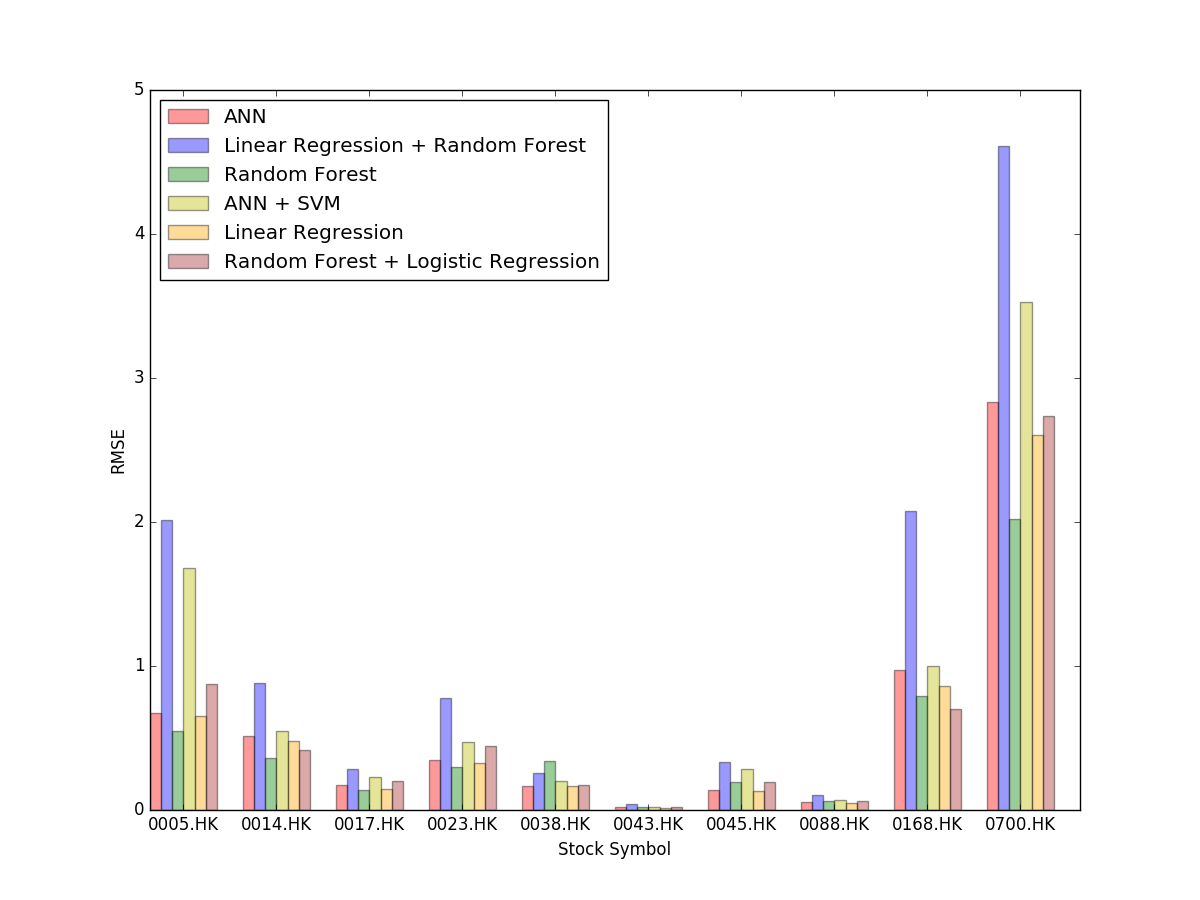 5
4
3
2
1
0
RMSE
ANN
Linear Regression + Random Forest
Random Forest
ANN + SVM
Linear Regression
Random Forest + Logistic Regression
0005.HK 0014.HK 0017.HK 0023.HK 0038.HK 0043.HK 0045.HK 0088.HK 0168.HK 0700.HK
Stock Symbol